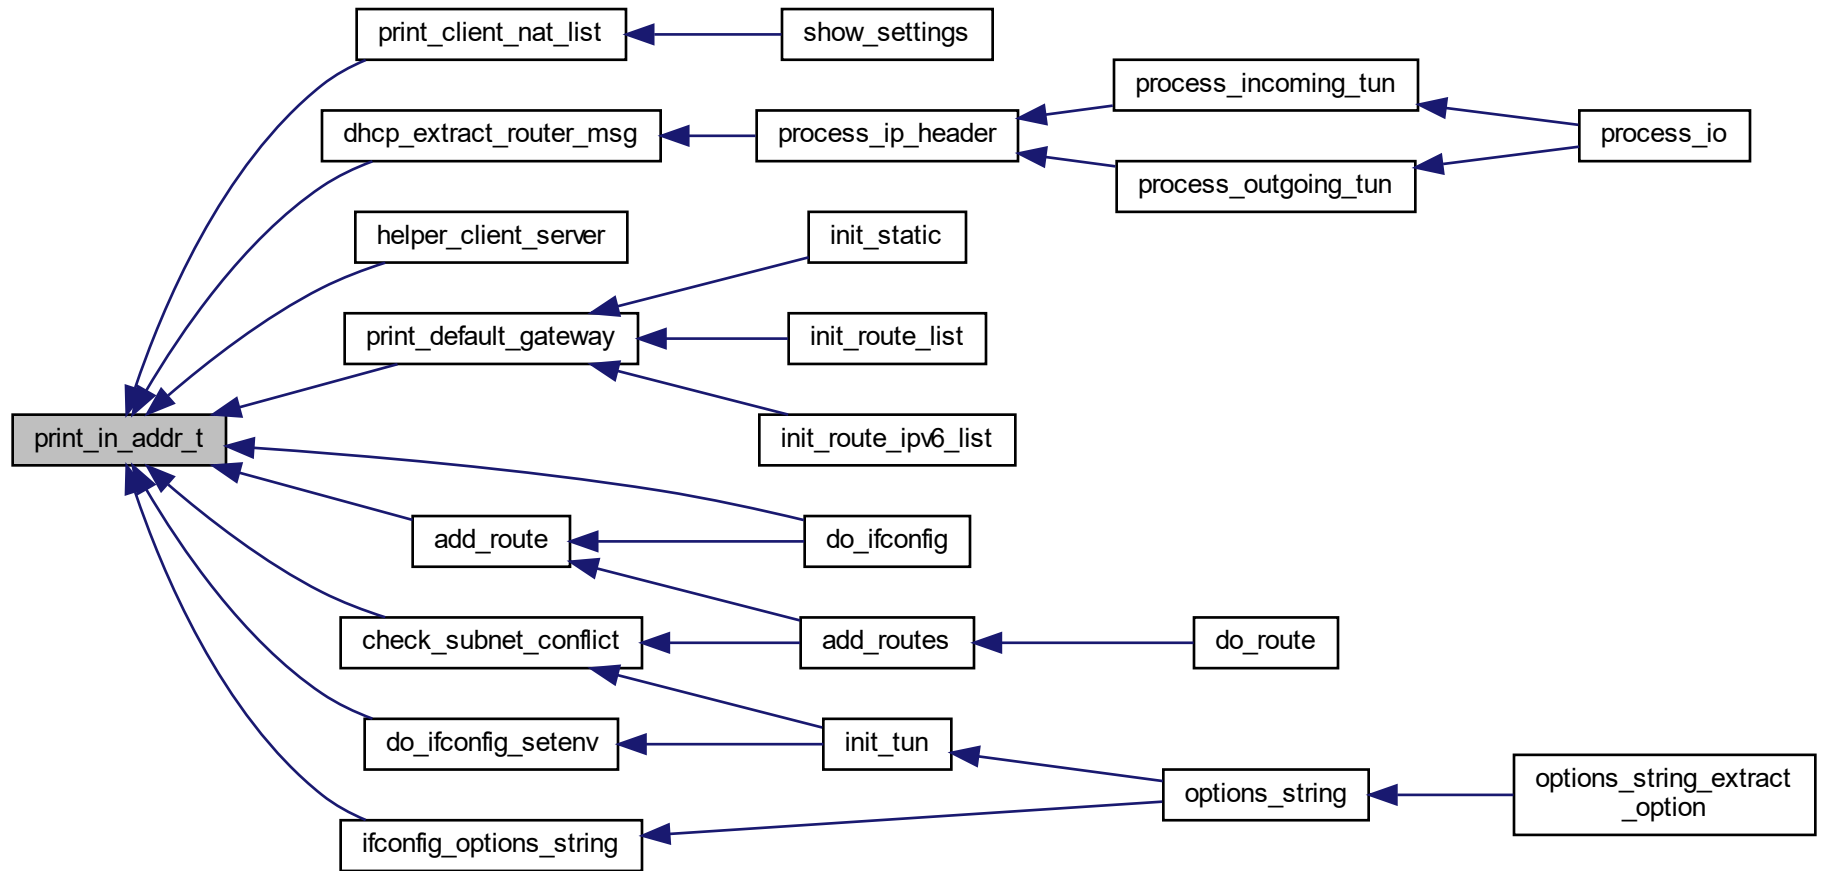 print_client_nat_list
show_settings
process_incoming_tun
dhcp_extract_router_msg
process_ip_header
process_io
process_outgoing_tun
helper_client_server
init_static
print_default_gateway
init_route_list
print_in_addr_t
init_route_ipv6_list
add_route
do_ifconfig
check_subnet_conflict
add_routes
do_route
do_ifconfig_setenv
init_tun
options_string
options_string_extract
_option
ifconfig_options_string